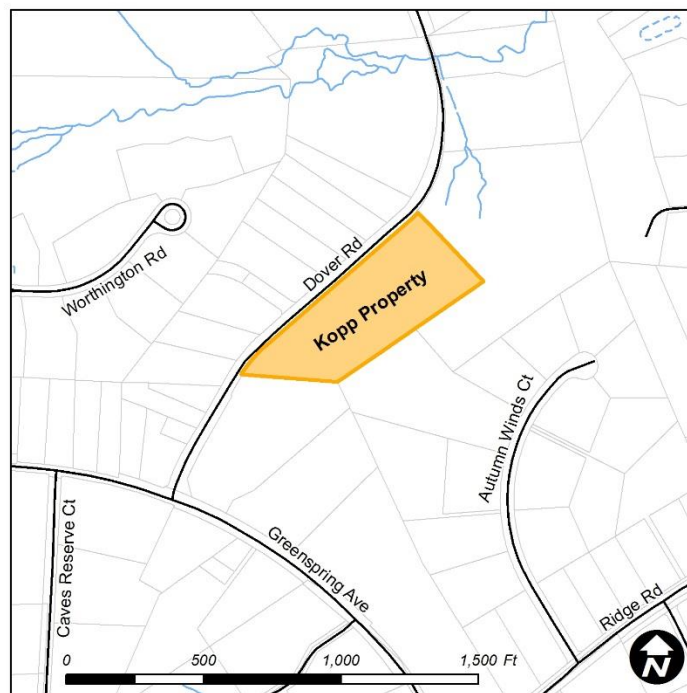 Dover Rd
Worthington Rd
Kopp Property
Autumn Winds Ct
Caves Reserve Ct
Greenspring Ave
Ridge Rd
0 500 1,000 1,500 Ft
N